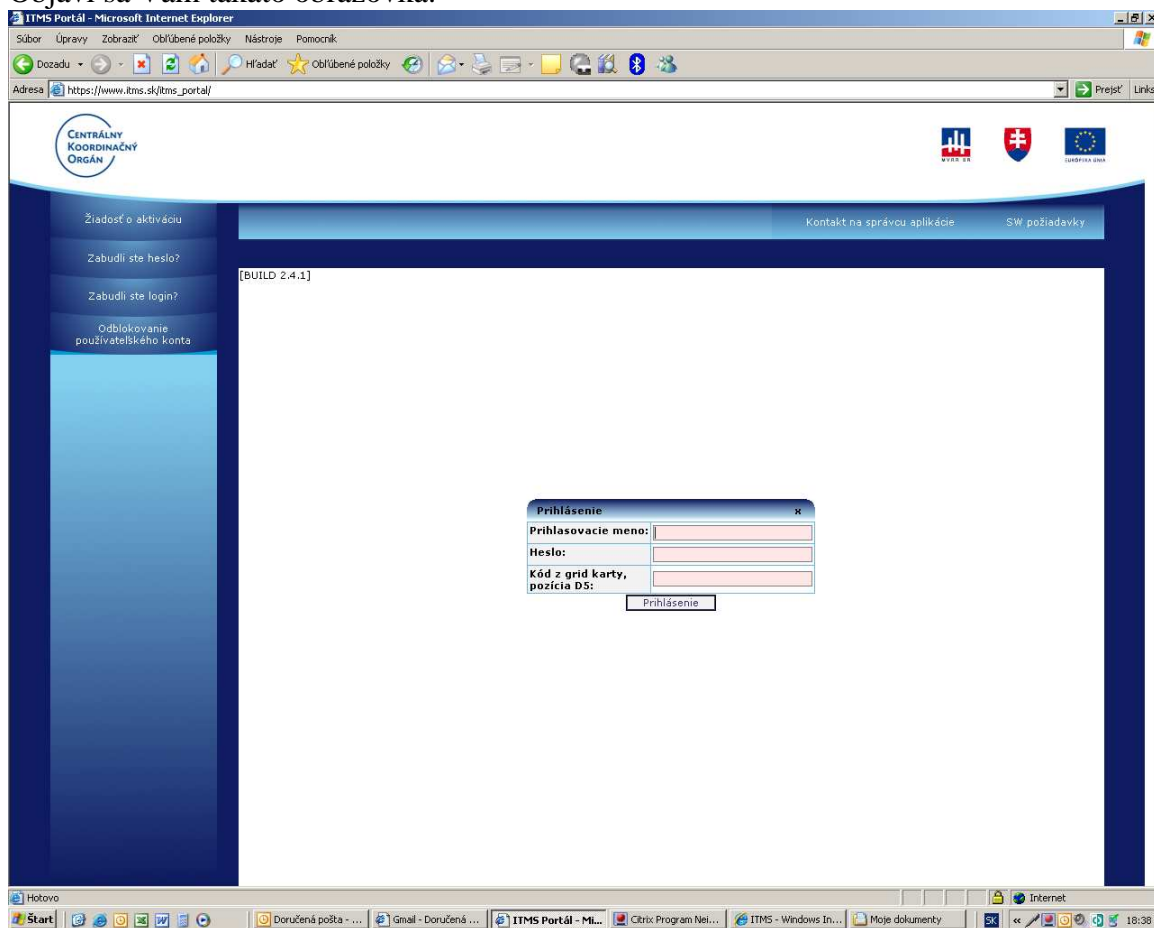 Objaví sa Vám takáto obrazovka:
ITMS Portál - Microsoft Internet Explorer
Súbor Úpravy Zobraziť Obľúbené položky Nástroje Pomocník
Dozadu Hľadať Obľúbené položky
Adresa https://www.itms.sk/itms_portal/ Prejsť Links
CENTRÁLNY
KOORDINAČNÝ
ORGÁN
MVRR SR EURÓPSKA ÚNIA
Žiadosť o aktiváciu
Kontakt na správcu aplikácie SW požiadavky
Zabudli ste heslo?
[BUILD 2.4.1]
Zabudli ste login?
Odblokovanie
používateľského konta
Prihlásenie x
Prihlasovacie meno:
Heslo:
Kód z grid karty,
pozícia D5:
Prihlásenie
Hotovo Internet
Štart Doručená pošta - ... Gmail - Doručená ... ITMS Portál - Mi... Citrix Program Nei... ITMS - Windows In... Moje dokumenty SK « 18:38